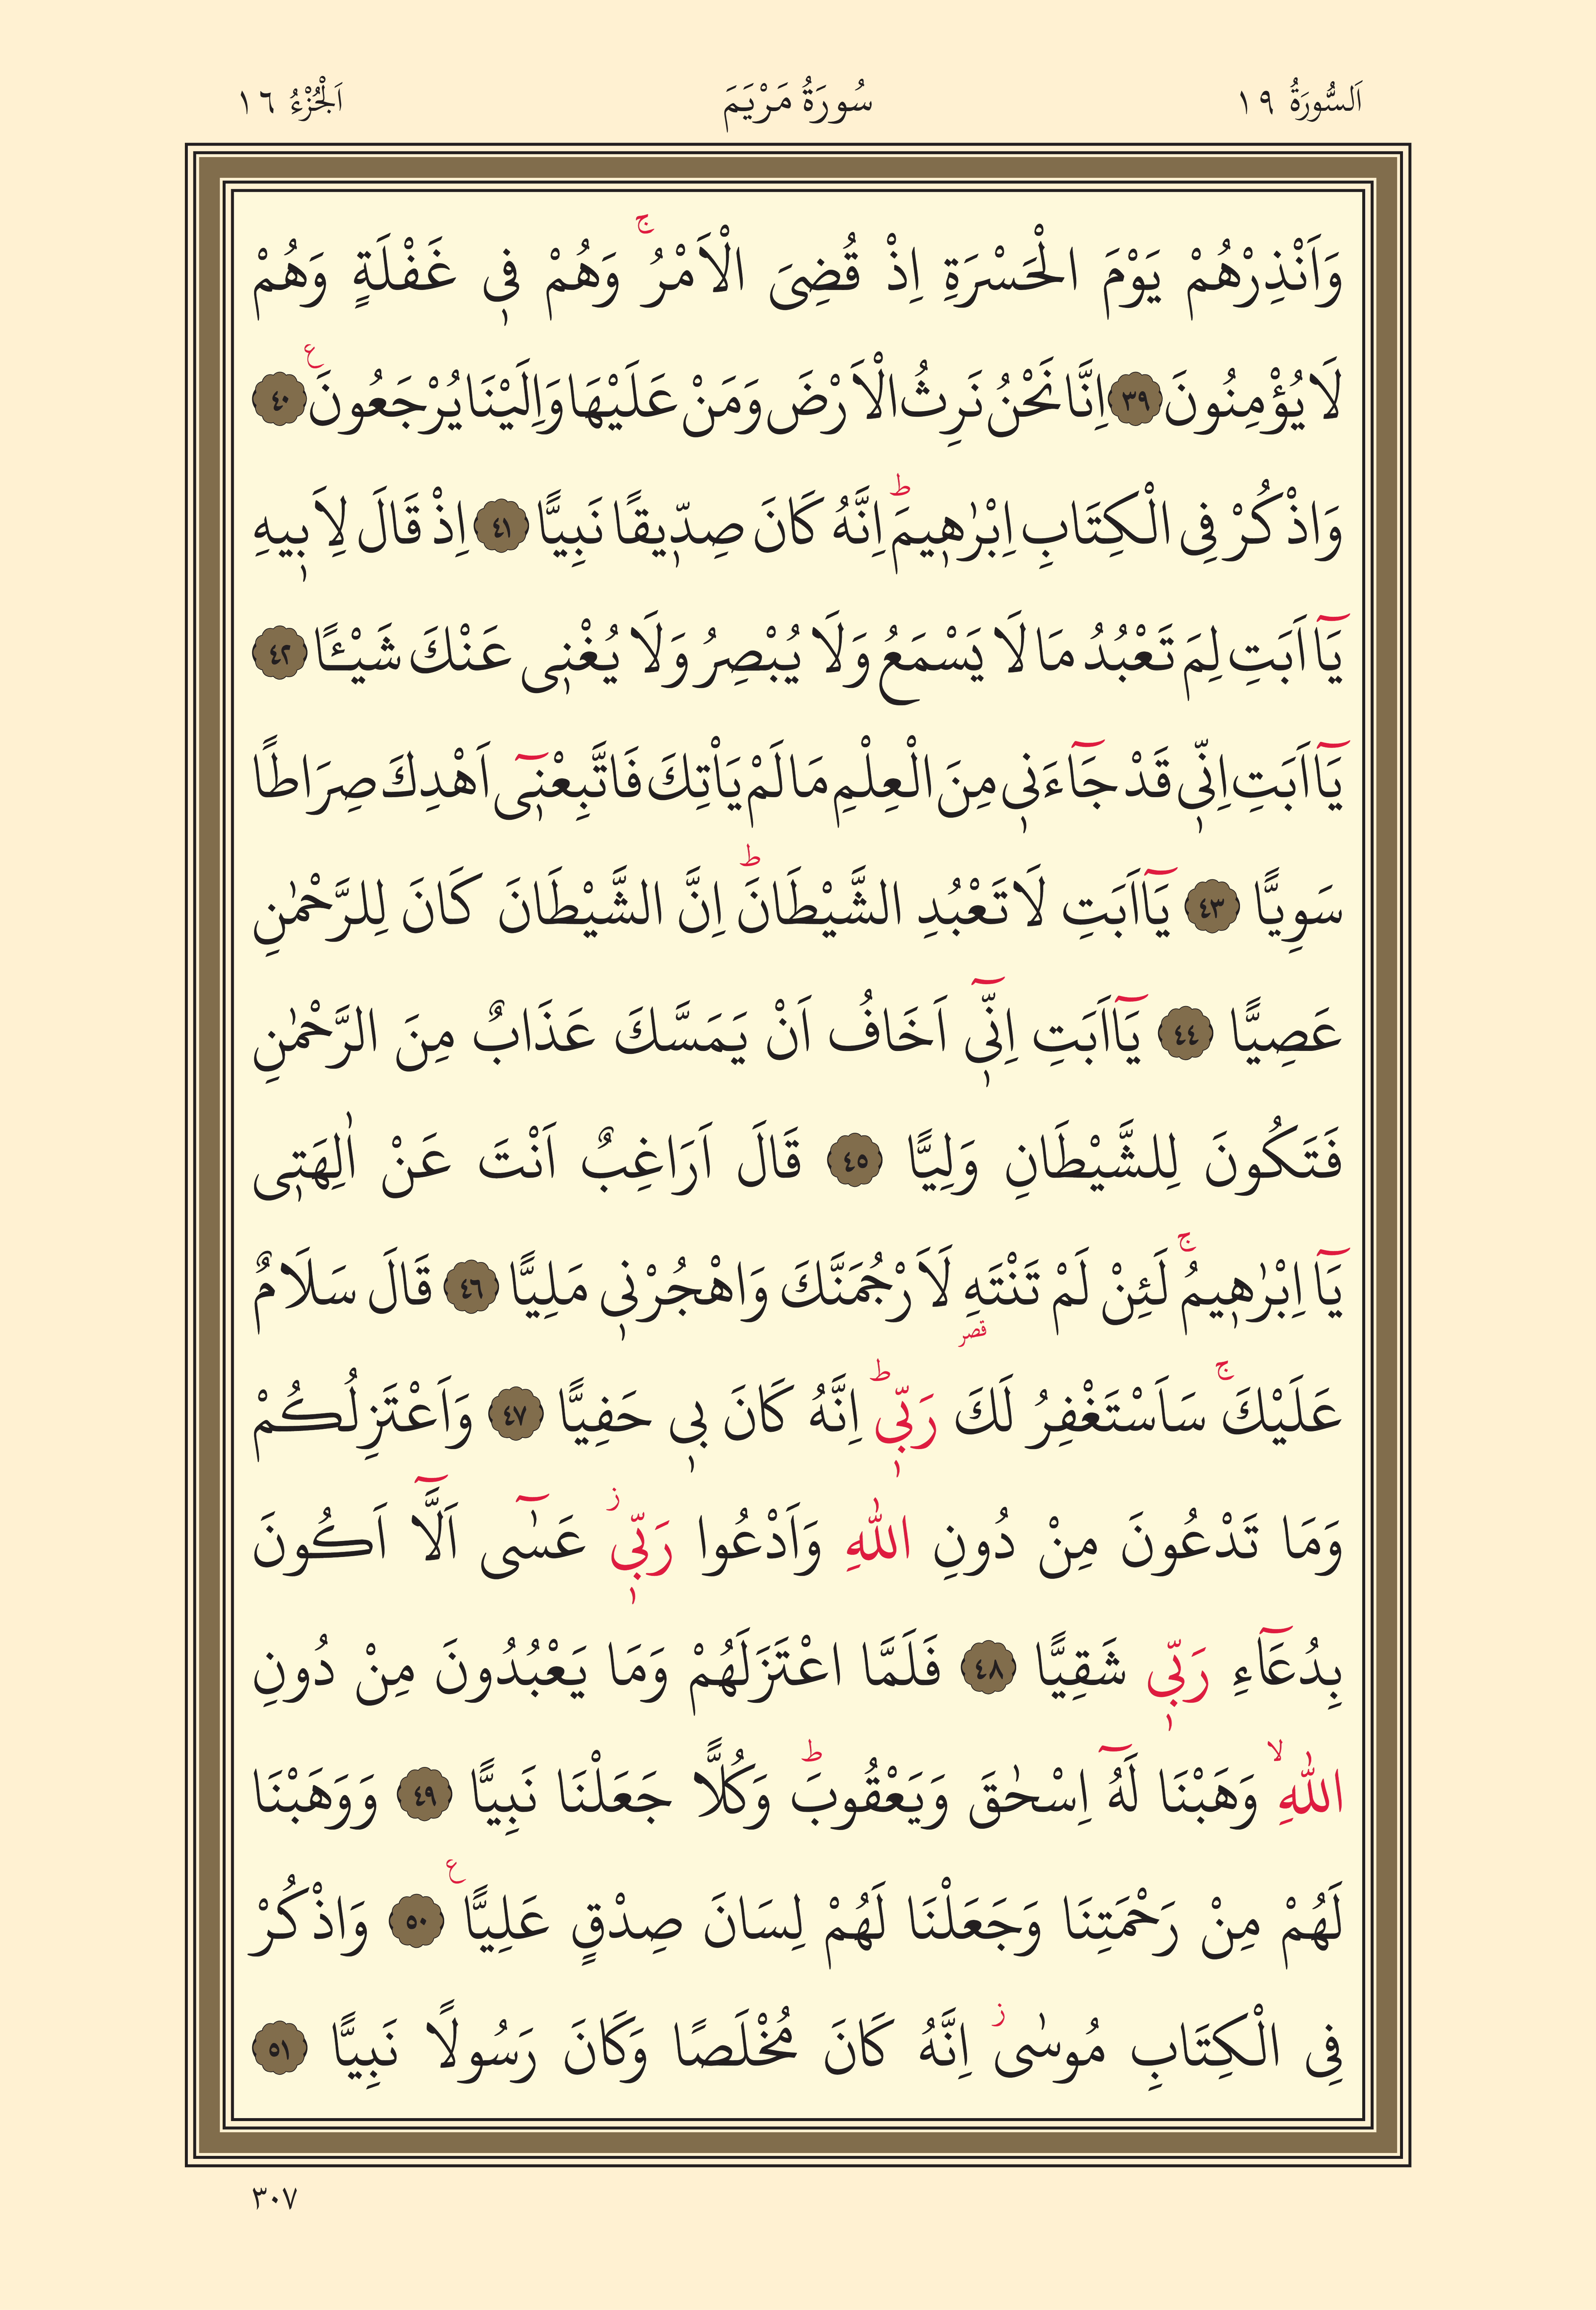 اَلسُّورَةُ ١٩
سُورَةُ مَرْيَمَ
اَلْجُزْءُ ١٦
وَاَنْذِرْهُمْ يَوْمَ الْحَسْرَةِ اِذْ قُضِىَ الْاَمْرُۚ وَهُمْ فٖى غَفْلَةٍ وَهُمْ
لَا يُؤْمِنُونَ ٣٩ اِنَّا نَحْنُ نَرِثُ الْاَرْضَ وَمَنْ عَلَيْهَا وَاِلَيْنَا يُرْجَعُونَ ع ٤٠
وَاذْكُرْ فِى الْكِتَابِ اِبْرٰهٖيمَؕ اِنَّهُ كَانَ صِدّٖيقًا نَبِيًّا ٤١ اِذْ قَالَ لِاَبٖيهِ
يَٓا اَبَتِ لِمَ تَعْبُدُ مَا لَا يَسْمَعُ وَلَا يُبْصِرُ وَلَا يُغْنٖى عَنْكَ شَيْـًٔا ٤٢
يَٓا اَبَتِ اِنّٖى قَدْ جَٓاءَنٖى مِنَ الْعِلْمِ مَا لَمْ يَاْتِكَ فَاتَّبِعْنٖٓى اَهْدِكَ صِرَاطًا
سَوِيًّا ٤٣ يَٓا اَبَتِ لَا تَعْبُدِ الشَّيْطَانَؕ اِنَّ الشَّيْطَانَ كَانَ لِلرَّحْمٰنِ
عَصِيًّا ٤٤ يَٓا اَبَتِ اِنّٖٓى اَخَافُ اَنْ يَمَسَّكَ عَذَابٌ مِنَ الرَّحْمٰنِ
فَتَكُونَ لِلشَّيْطَانِ وَلِيًّا ٤٥ قَالَ اَرَاغِبٌ اَنْتَ عَنْ اٰلِهَتٖى
يَٓا اِبْرٰهٖيمُۚ لَئِنْ لَمْ تَنْتَهِ لَاَرْجُمَنَّكَ وَاهْجُرْنٖى مَلِيًّا ٤٦ قَالَ سَلَامٌ
قصر
عَلَيْكَۚ سَاَسْتَغْفِرُ لَكَ رَبّٖىؕ اِنَّهُ كَانَ بٖى حَفِيًّا ٤٧ وَاَعْتَزِلُكُمْ
وَمَا تَدْعُونَ مِنْ دُونِ اللّٰهِ وَاَدْعُوا رَبّٖىؗ عَسٰٓى اَلَّٓا اَكُونَ
بِدُعَٓاءِ رَبّٖى شَقِيًّا ٤٨ فَلَمَّا اعْتَزَلَهُمْ وَمَا يَعْبُدُونَ مِنْ دُونِ
اللّٰهِۙ وَهَبْنَا لَهُٓ اِسْحٰقَ وَيَعْقُوبَؕ وَكُلًّا جَعَلْنَا نَبِيًّا ٤٩ وَوَهَبْنَا
لَهُمْ مِنْ رَحْمَتِنَا وَجَعَلْنَا لَهُمْ لِسَانَ صِدْقٍ عَلِيًّا ع ٥٠ وَاذْكُرْ
فِى الْكِتَابِ مُوسٰىؗ اِنَّهُ كَانَ مُخْلَصًا وَكَانَ رَسُولًا نَبِيًّا ٥١
٣٠٧